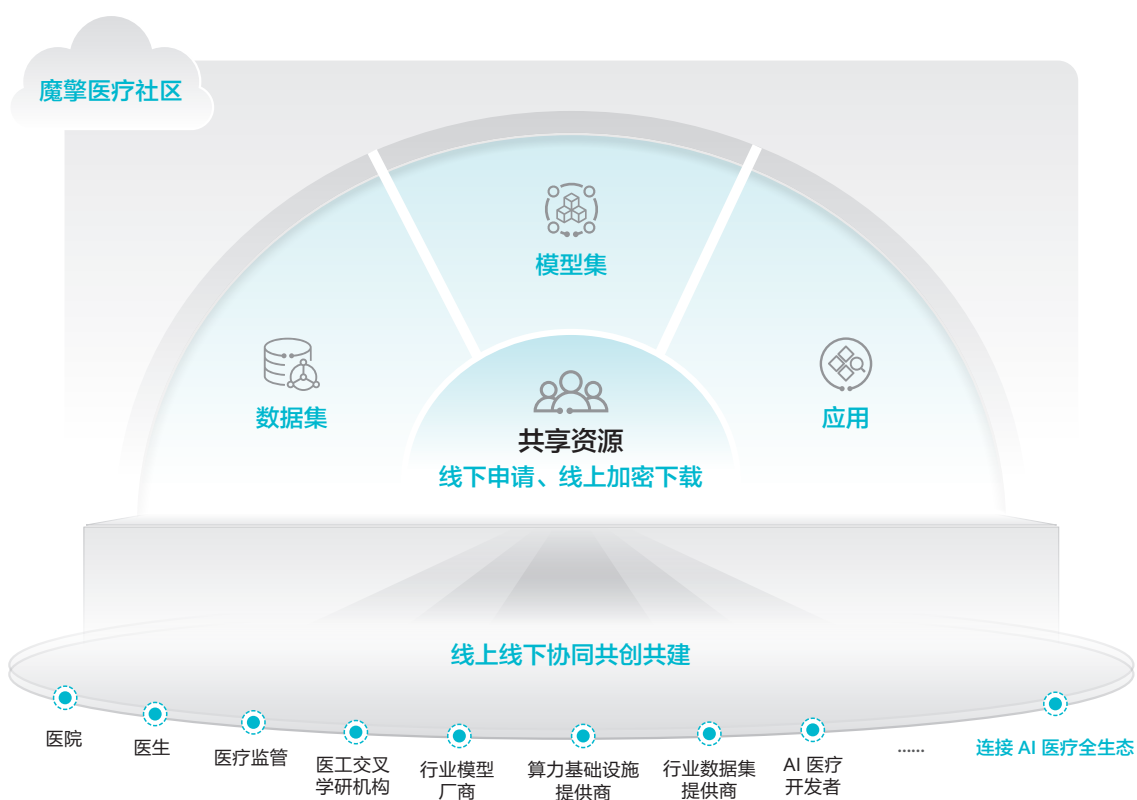 魔擎医疗社区
模型集
数据集
应用
共享资源
线下申请、线上加密下载
线上线下协同共创共建
医院
医生
医疗监管
医工交叉
学研机构
行业模型
厂商
算力基础设施
提供商
行业数据集
提供商
AI 医疗
开发者
......
连接 AI 医疗全生态